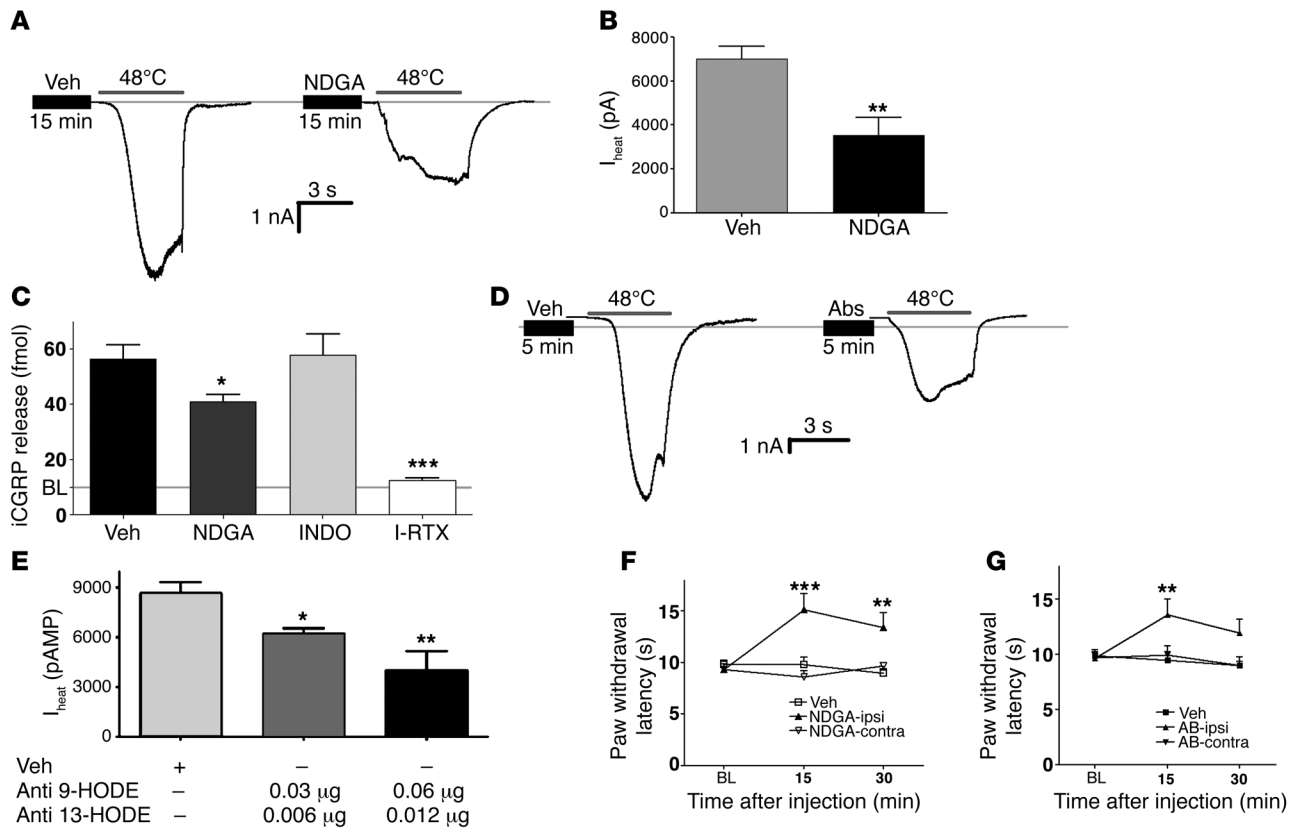 A
Veh
48°C
15 min
NDGA
48°C
15 min
3 s
1 nA
B
I heat (pA)
8000
6000
4000
2000
0
**
Veh
NDGA
C
iCGRP release (fmol)
60
40
20
BL
0
*
***
Veh
NDGA
INDO
I-RTX
D
Veh
48°C
5 min
Abs
48°C
5 min
3 s
1 nA
E
I heat (pAMP)
9000
6000
3000
0
*
**
Veh + – –
Anti 9-HODE – 0.03 μg 0.06 μg
Anti 13-HODE – 0.006 μg 0.012 μg
F
Paw withdrawal
latency (s)
15
10
5
0
***
**
Veh
NDGA-ipsi
NDGA-contra
BL
15
30
Time after injection (min)
G
Paw withdrawal
latency (s)
15
10
15
0
**
Veh
AB-ipsi
AB-contra
BL
15
30
Time after injection (min)